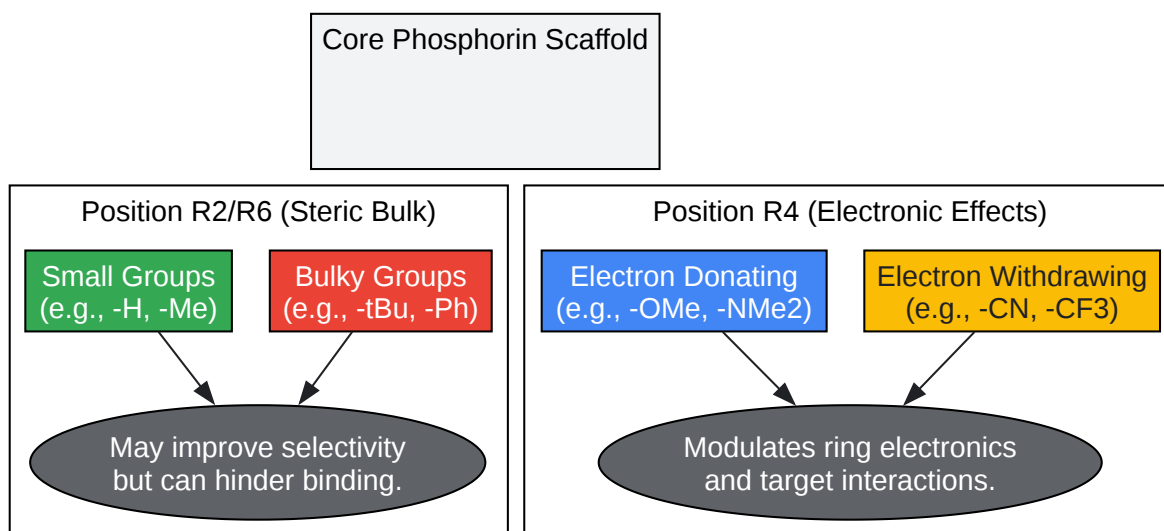 Core Phosphorin Scaffold
Position R2/R6 (Steric Bulk)
Small Groups
(e.g., -H, -Me)
Bulky Groups
(e.g., -tBu, -Ph)
May improve selectivity
but can hinder binding.
Position R4 (Electronic Effects)
Electron Donating
(e.g., -OMe, -NMe2)
Electron Withdrawing
(e.g., -CN, -CF3)
Modulates ring electronics
and target interactions.